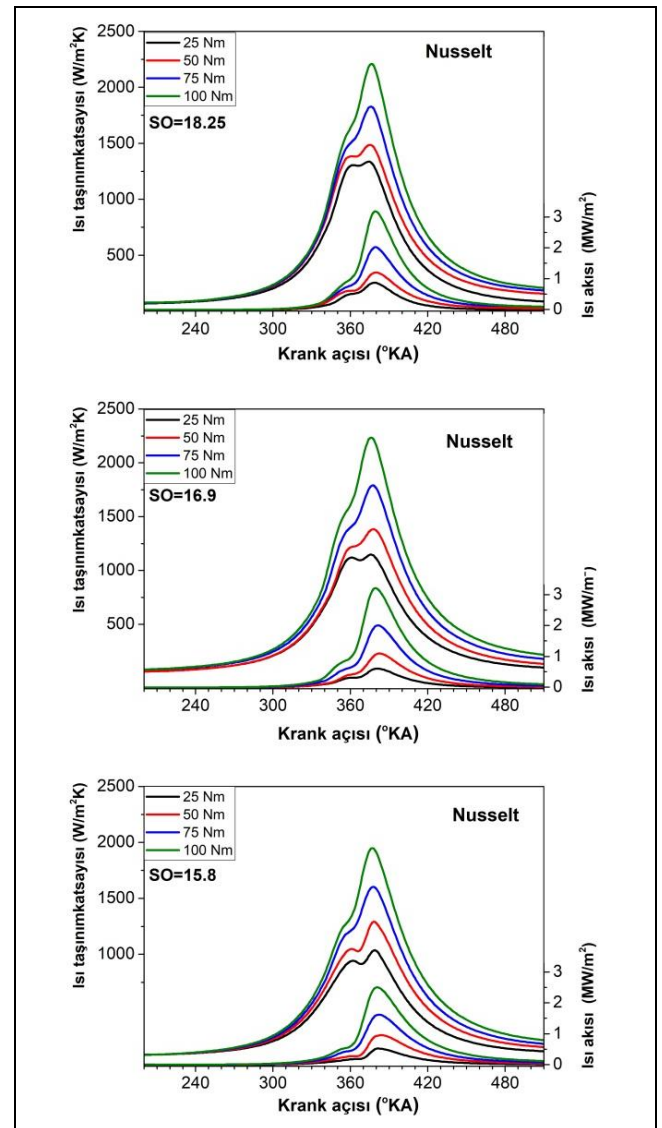 2500
2000
1500
1000
500
Isı taşınımkatsayısı (W/m²K)
25 Nm
50 Nm
75 Nm
100 Nm
SO=18.25
Nusselt
3
2
1
0
Isı akısı (MW/m²)
240 360 420 480
Krank açısı (°KA)
2500
2000
1500
1000
500
Isı taşınımkatsayısı (W/m²K)
25 Nm
50 Nm
75 Nm
100 Nm
SO=16.9
Nusselt
3
2
1
0
Isı akısı (MW/m⁻)
300 360 420 480
Krank açısı (°KA)
2500
2000
1500
1000
Isı taşınımkatsayısı (W/m²K)
25 Nm
50 Nm
75 Nm
100 Nm
SO=15.8
Nusselt
3
2
1
0
Isı akısı (MW/m²)
240 360 420 480
Krank açısı (°KA)